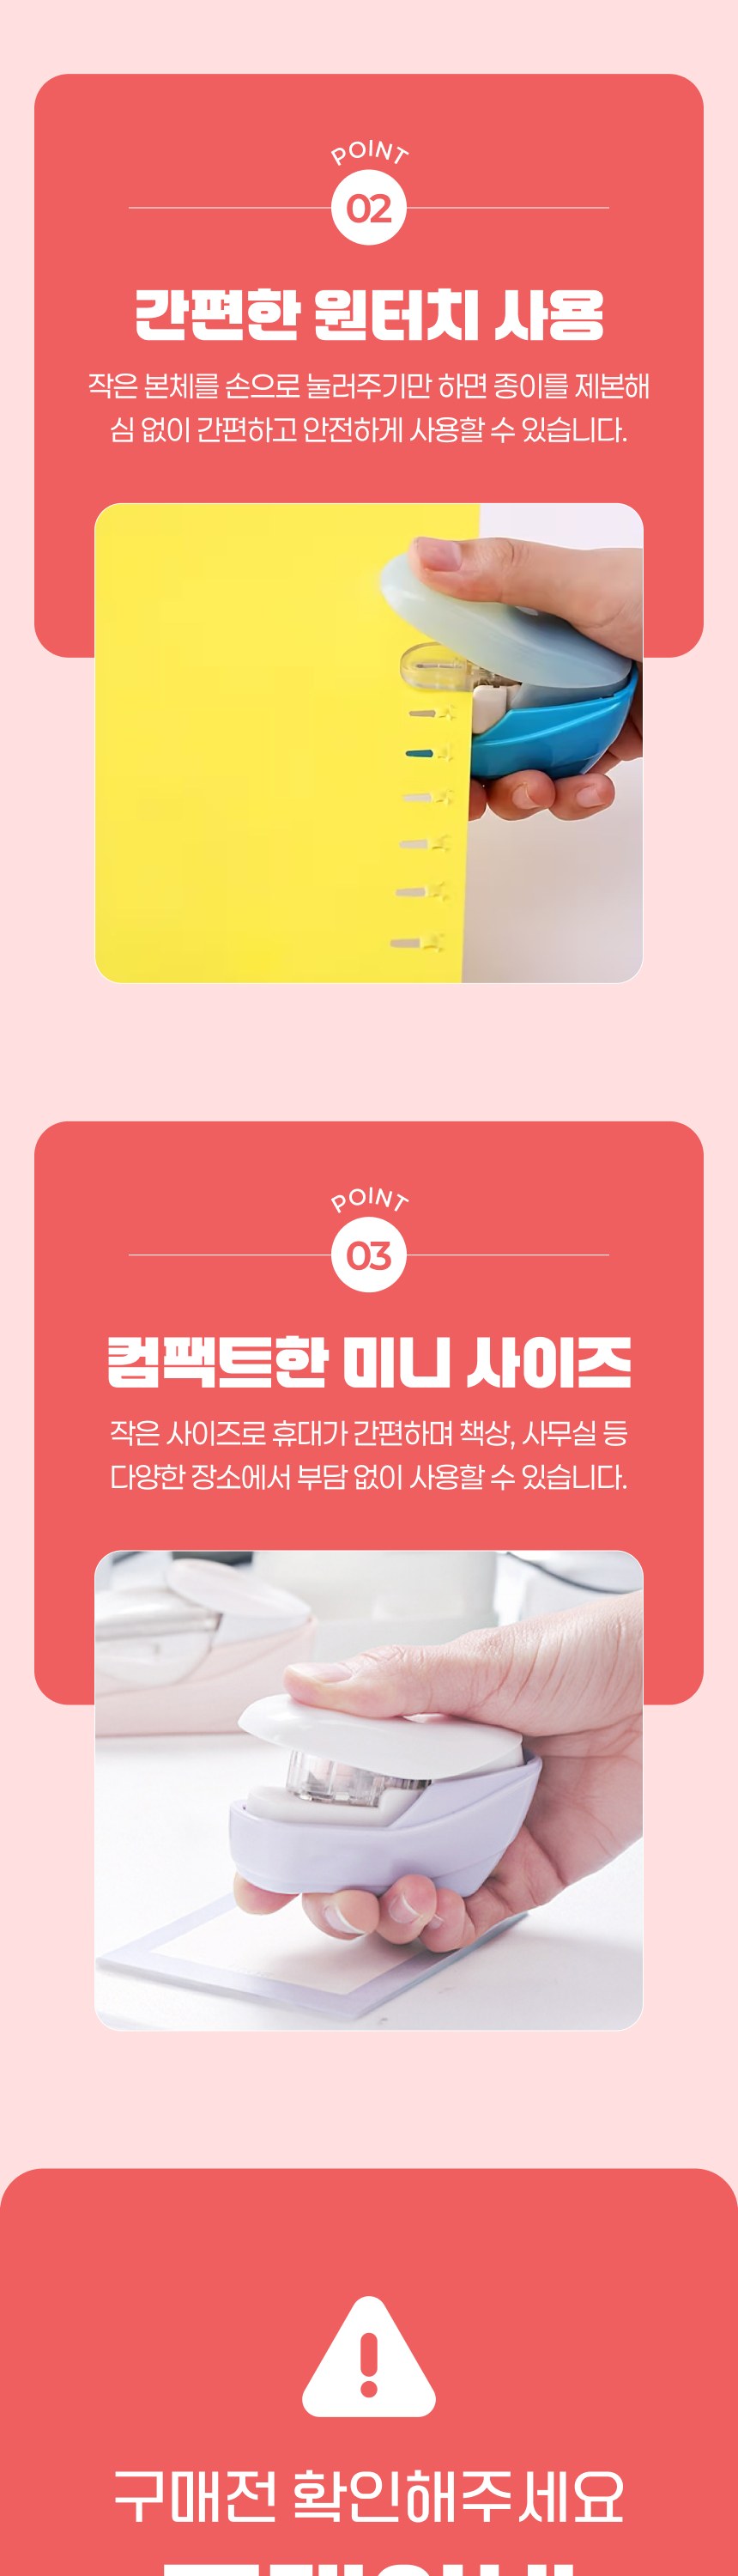 POINT
02
간편한 원터치 사용
작은 본체를 손으로 눌러주기만 하면 종이를 제본해
심 없이 간편하고 안전하게 사용할 수 있습니다.
POINT
03
컴팩트한 미니 사이즈
작은 사이즈로 휴대가 간편하며 책상, 사무실 등
다양한 장소에서 부담 없이 사용할 수 있습니다.
구매전 확인해주세요